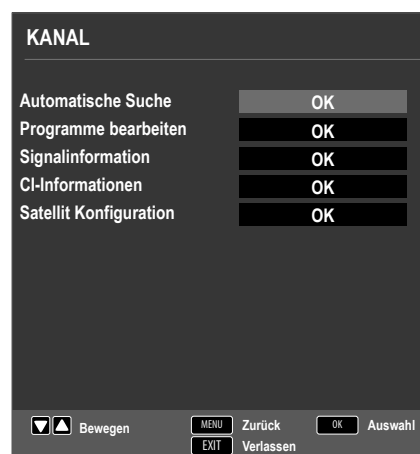 KANAL
Automatische Suche OK
Programme bearbeiten OK
Signalinformation OK
CI-Informationen OK
Satellit Konfiguration OK
Bewegen MENU Zurück OK Auswahl
EXIT Verlassen